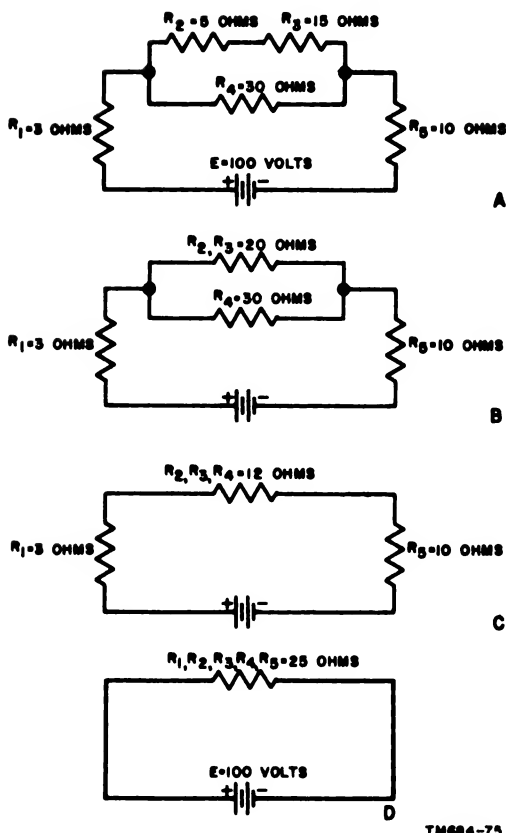 R2=5 OHMS R3=15 OHMS
R4=30 OHMS
R1=3 OHMS R5=10 OHMS
E=100 VOLTS
+ −
A
R2, R3=20 OHMS
R4=30 OHMS
R1=3 OHMS R5=10 OHMS
+ −
B
R2, R3, R4=12 OHMS
R1=3 OHMS R5=10 OHMS
+ −
C
R1, R2, R3, R4, R5=25 OHMS
E=100 VOLTS
+ −
D
TM684-75